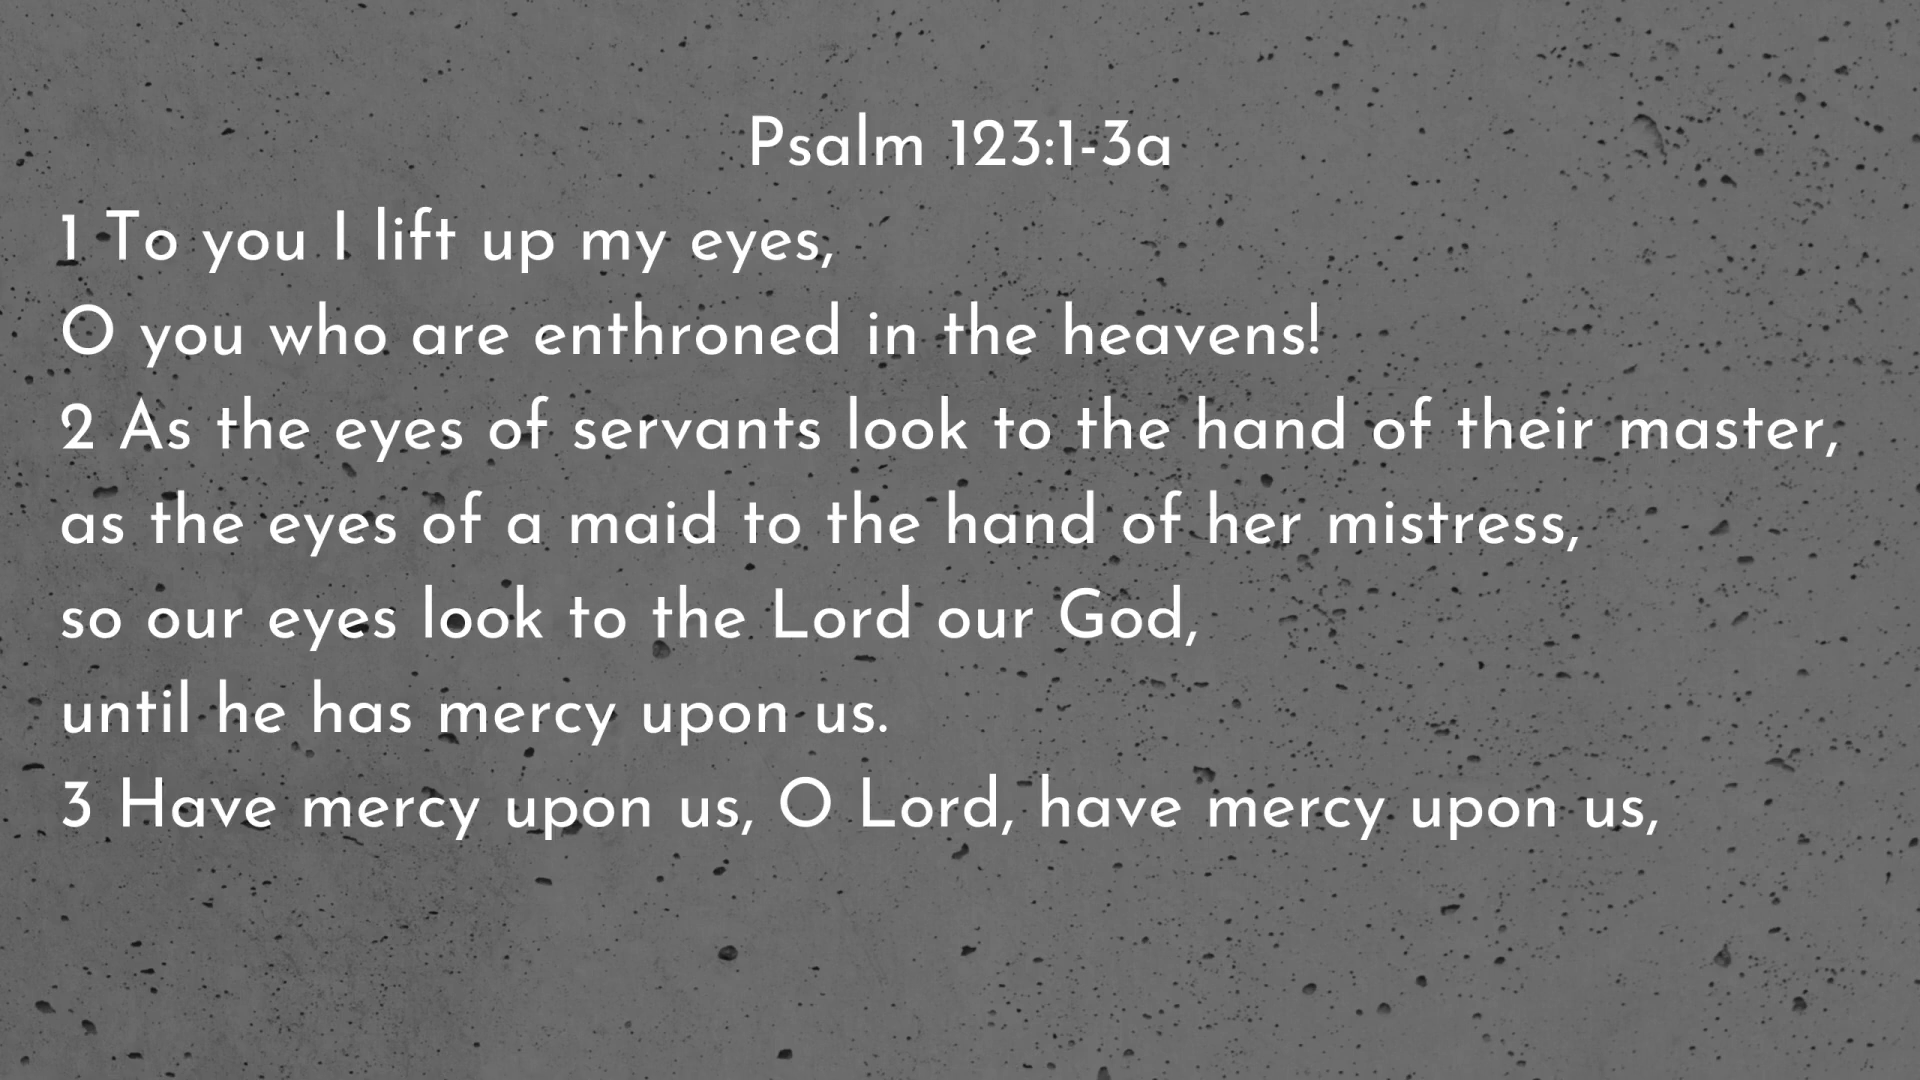 Psalm 123:1-3a
1 To you I lift up my eyes,
O you who are enthroned in the heavens!
2 As the eyes of servants look to the hand of their master,
as the eyes of a maid to the hand of her mistress,
so our eyes look to the Lord our God,
until he has mercy upon us.
3 Have mercy upon us, O Lord, have mercy upon us,